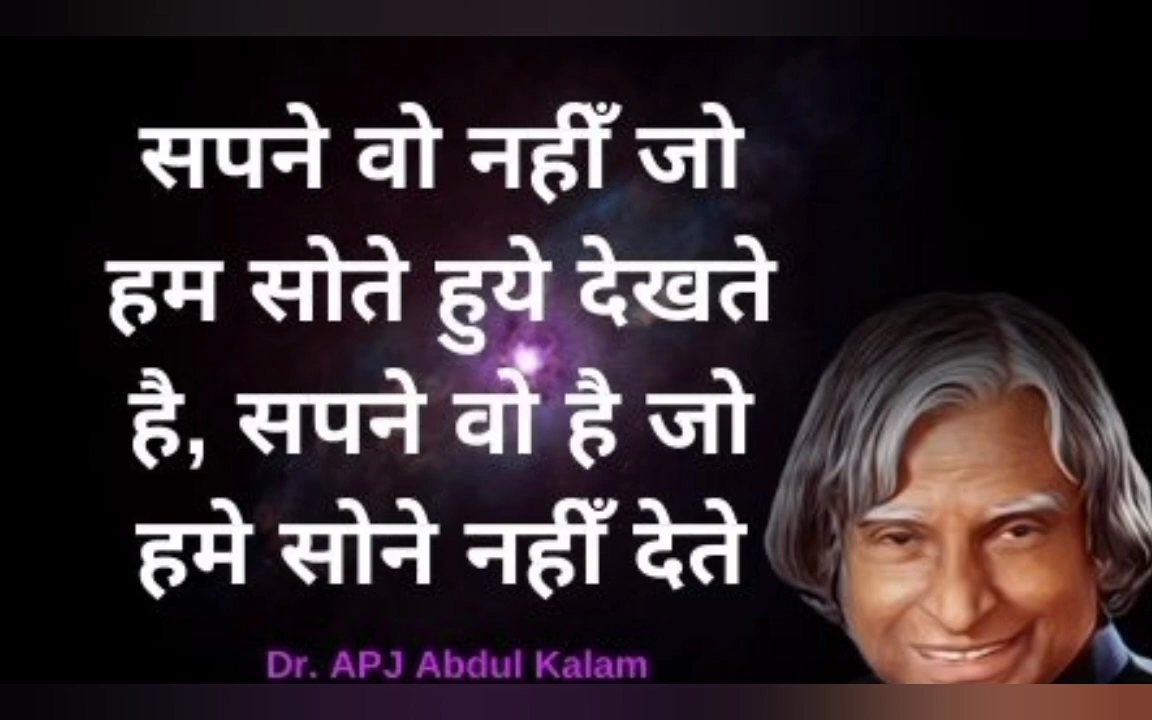 सपने वो नहीँ जो
हम सोते हुये देखते
है, सपने वो है जो
हमे सोने नहीँ देते
Dr. APJ Abdul Kalam